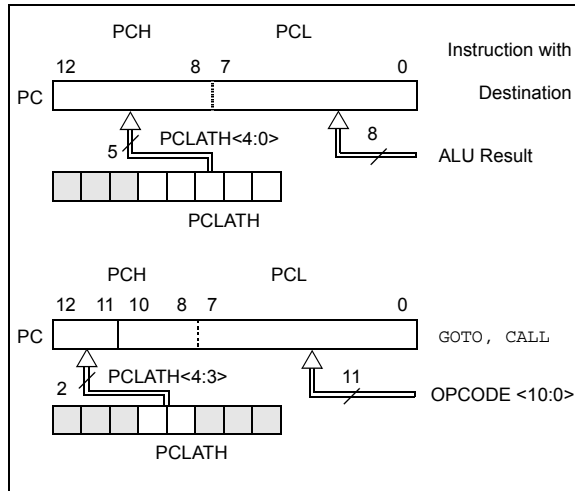 PCH PCL
12 8 7 0
Instruction with
PC
Destination
5 PCLATH<4:0> 8
ALU Result
PCLATH
PCH PCL
12 11 10 8 7 0
PC
GOTO, CALL
2 PCLATH<4:3> 11
OPCODE <10:0>
PCLATH